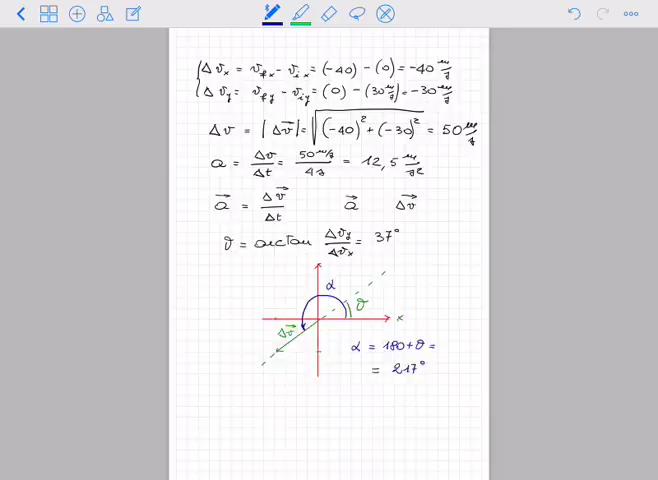 Δv_x = v_fx - v_ix = (-40) - (0) = -40 m/s
Δv_y = v_fy - v_iy = (0) - (30 m/s) = -30 m/s
Δv = |Δv⃗| = √((-40)² + (-30)²) = 50 m/s
a = Δv/Δt = 50 m/s / 4s = 12,5 m/s²
a⃗ = Δv⃗/Δt a⃗ Δv⃗
θ = arctan Δv_y/Δv_x = 37°
α
θ
x
Δv⃗
α = 180 + θ =
= 217°